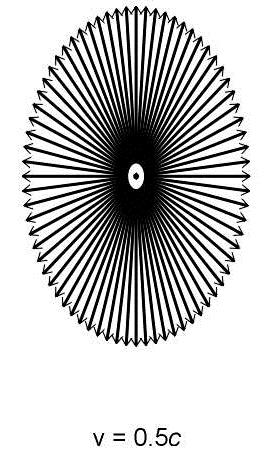 v = 0.5c